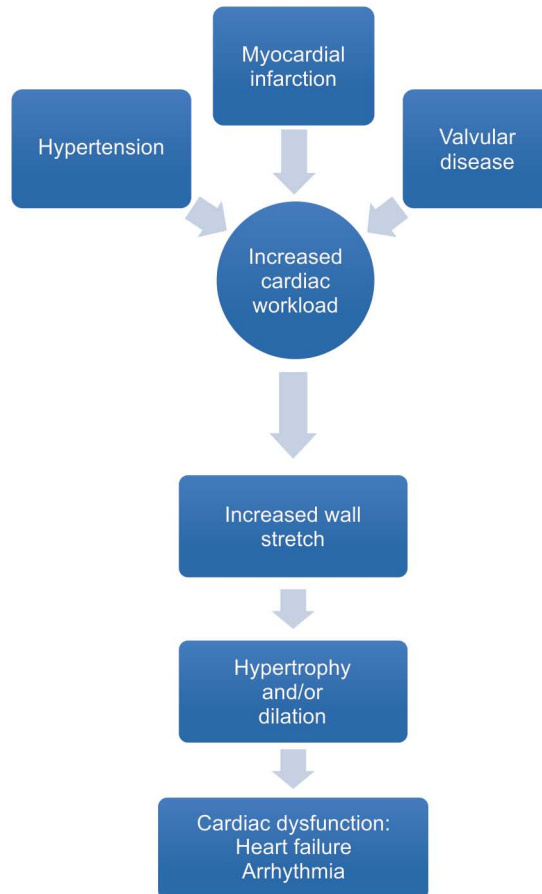 Myocardial
infarction
Hypertension
Valvular
disease
Increased
cardiac
workload
Increased wall
stretch
Hypertrophy
and/or
dilation
Cardiac dysfunction:
Heart failure
Arrhythmia